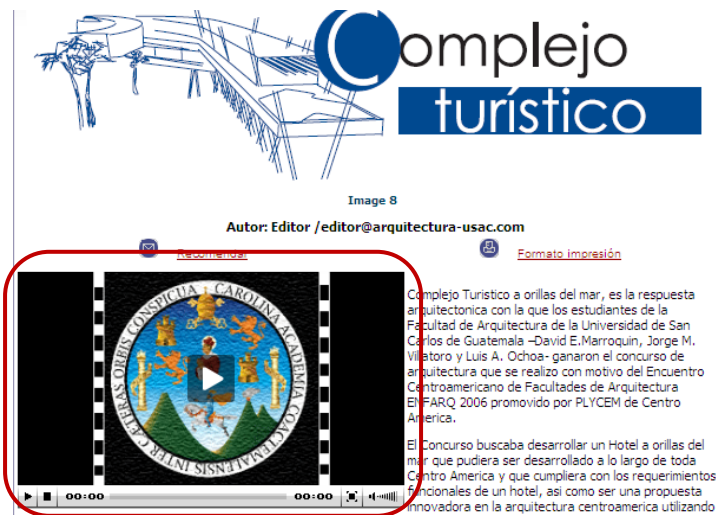 Complejo
turístico
Image 8
Autor: Editor /editor@arquitectura-usac.com
Recomendar
Formato impresión
CAROLINA ACADEMIA COACTEMALENSIS INTER CÆTERAS ORBIS CONSPICUA
00:00 00:00
Complejo Turistico a orillas del mar, es la respuesta
arquitectonica con la que los estudiantes de la
Facultad de Arquitectura de la Universidad de San
Carlos de Guatemala –David E.Marroquin, Jorge M.
Villatoro y Luis A. Ochoa- ganaron el concurso de
arquitectura que se realizo con motivo del Encuentro
Centroamericano de Facultades de Arquitectura
ENFARQ 2006 promovido por PLYCEM de Centro
America.
El Concurso buscaba desarrollar un Hotel a orillas del
mar que pudiera ser desarrollado a lo largo de toda
Centro America y que cumpliera con los requerimientos
funcionales de un hotel, asi como ser una propuesta
innovadora en la arquitectura centroamerica utilizando